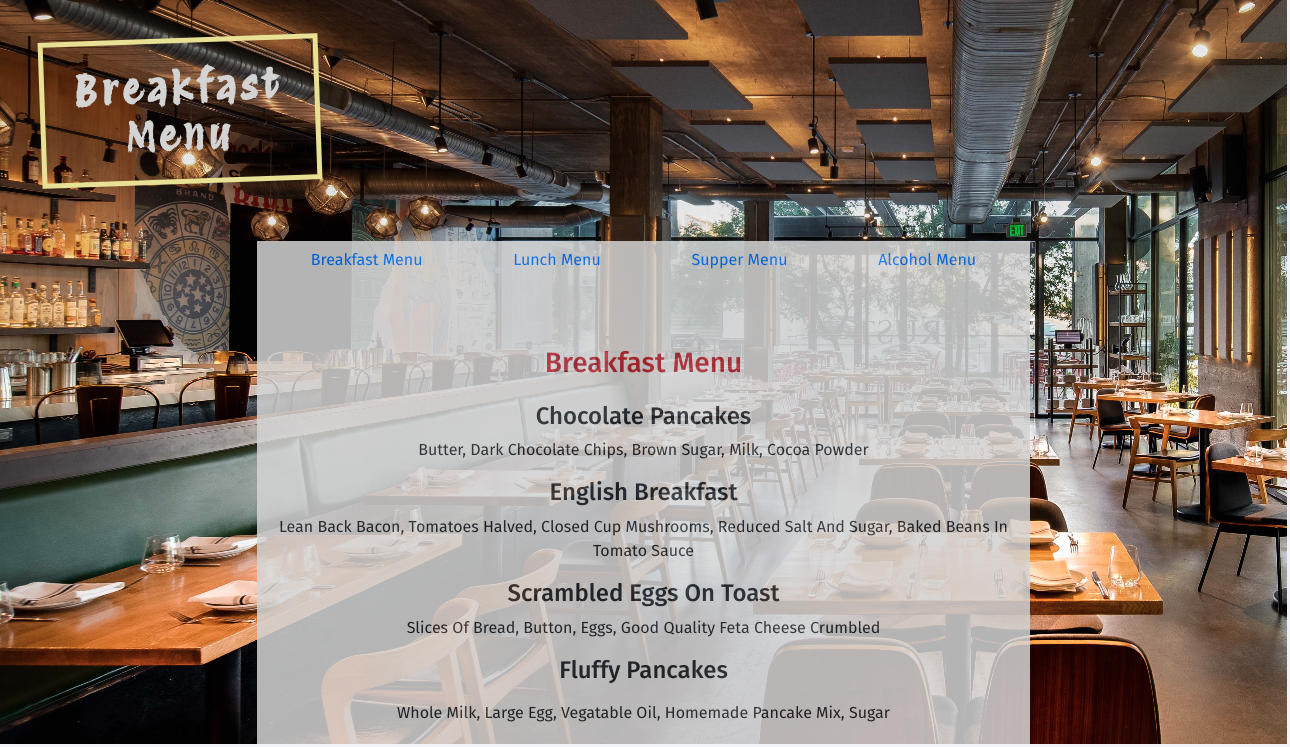 Breakfast
Menu
BRAND
EXIT
Breakfast Menu Lunch Menu Supper Menu Alcohol Menu
Breakfast Menu
Chocolate Pancakes
Butter, Dark Chocolate Chips, Brown Sugar, Milk, Cocoa Powder
English Breakfast
Lean Back Bacon, Tomatoes Halved, Closed Cup Mushrooms, Reduced Salt And Sugar, Baked Beans In
Tomato Sauce
Scrambled Eggs On Toast
Slices Of Bread, Button, Eggs, Good Quality Feta Cheese Crumbled
Fluffy Pancakes
Whole Milk, Large Egg, Vegatable Oil, Homemade Pancake Mix, Sugar